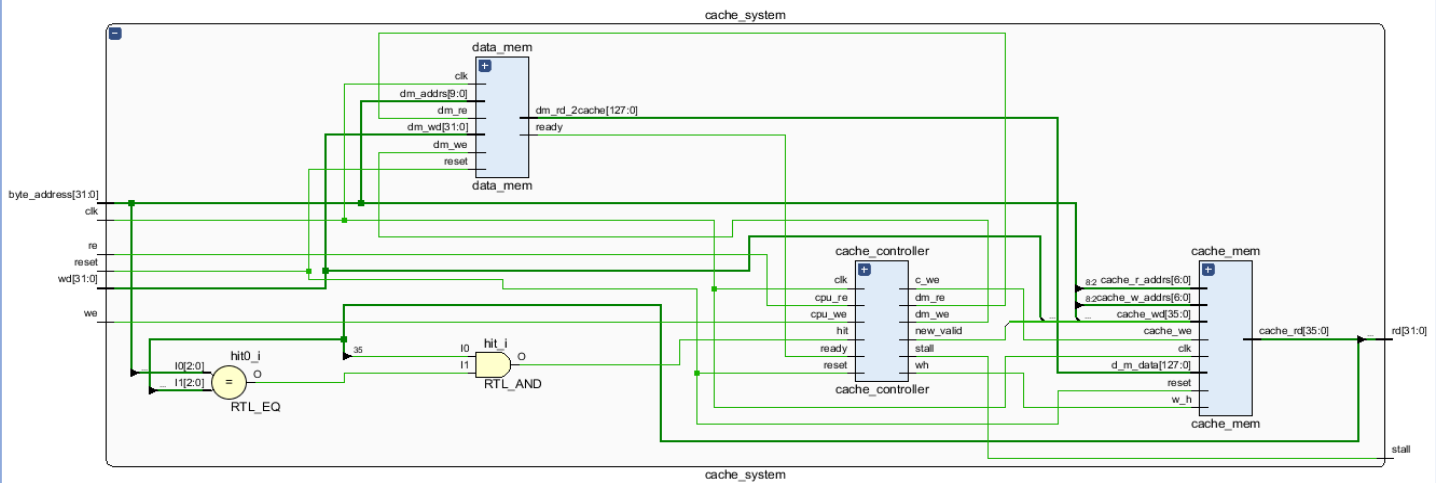 cache_system
data_mem
clk
dm_addrs[9:0]
dm_re
dm_wd[31:0]
dm_we
reset
dm_rd_2cache[127:0]
ready
data_mem
byte_address[31:0]
clk
re
reset
wd[31:0]
we
cache_controller
clk
cpu_re
cpu_we
hit
ready
reset
c_we
dm_re
dm_we
new_valid
stall
wh
cache_controller
cache_mem
8:2 cache_r_addrs[6:0]
8:2 cache_w_addrs[6:0]
... ... cache_wd[35:0]
cache_we
clk
d_m_data[127:0]
reset
w_h
cache_rd[35:0]
cache_mem
... rd[31:0]
hit0_i
... I0[2:0]
... I1[2:0]
=
O
RTL_EQ
35
hit_i
I0
I1
O
RTL_AND
stall
cache_system